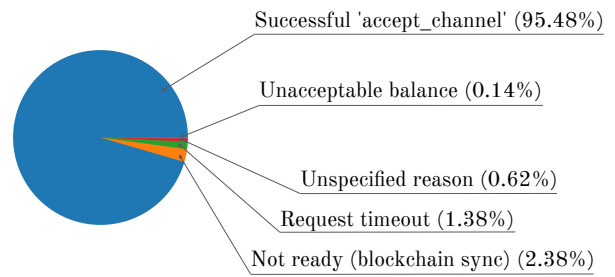 Successful 'accept_channel' (95.48%)
Unacceptable balance (0.14%)
Unspecified reason (0.62%)
Request timeout (1.38%)
Not ready (blockchain sync) (2.38%)